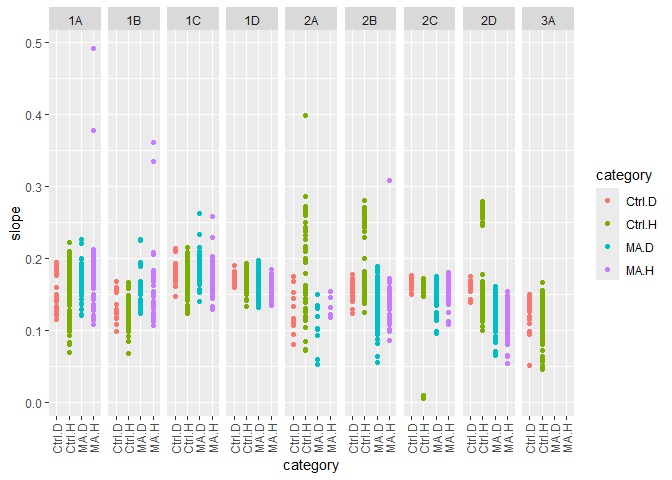 1A 1B 1C 1D 2A 2B 2C 2D 3A
0.5
0.4
0.3
0.2
0.1
0.0
slope
Ctrl.D Ctrl.H MA.D MA.H Ctrl.D Ctrl.H MA.D MA.H Ctrl.D Ctrl.H MA.D MA.H Ctrl.D Ctrl.H MA.D MA.H Ctrl.D Ctrl.H MA.D MA.H Ctrl.D Ctrl.H MA.D MA.H Ctrl.D Ctrl.H MA.D MA.H Ctrl.D Ctrl.H MA.D MA.H Ctrl.D Ctrl.H MA.D MA.H
category
category
Ctrl.D
Ctrl.H
MA.D
MA.H